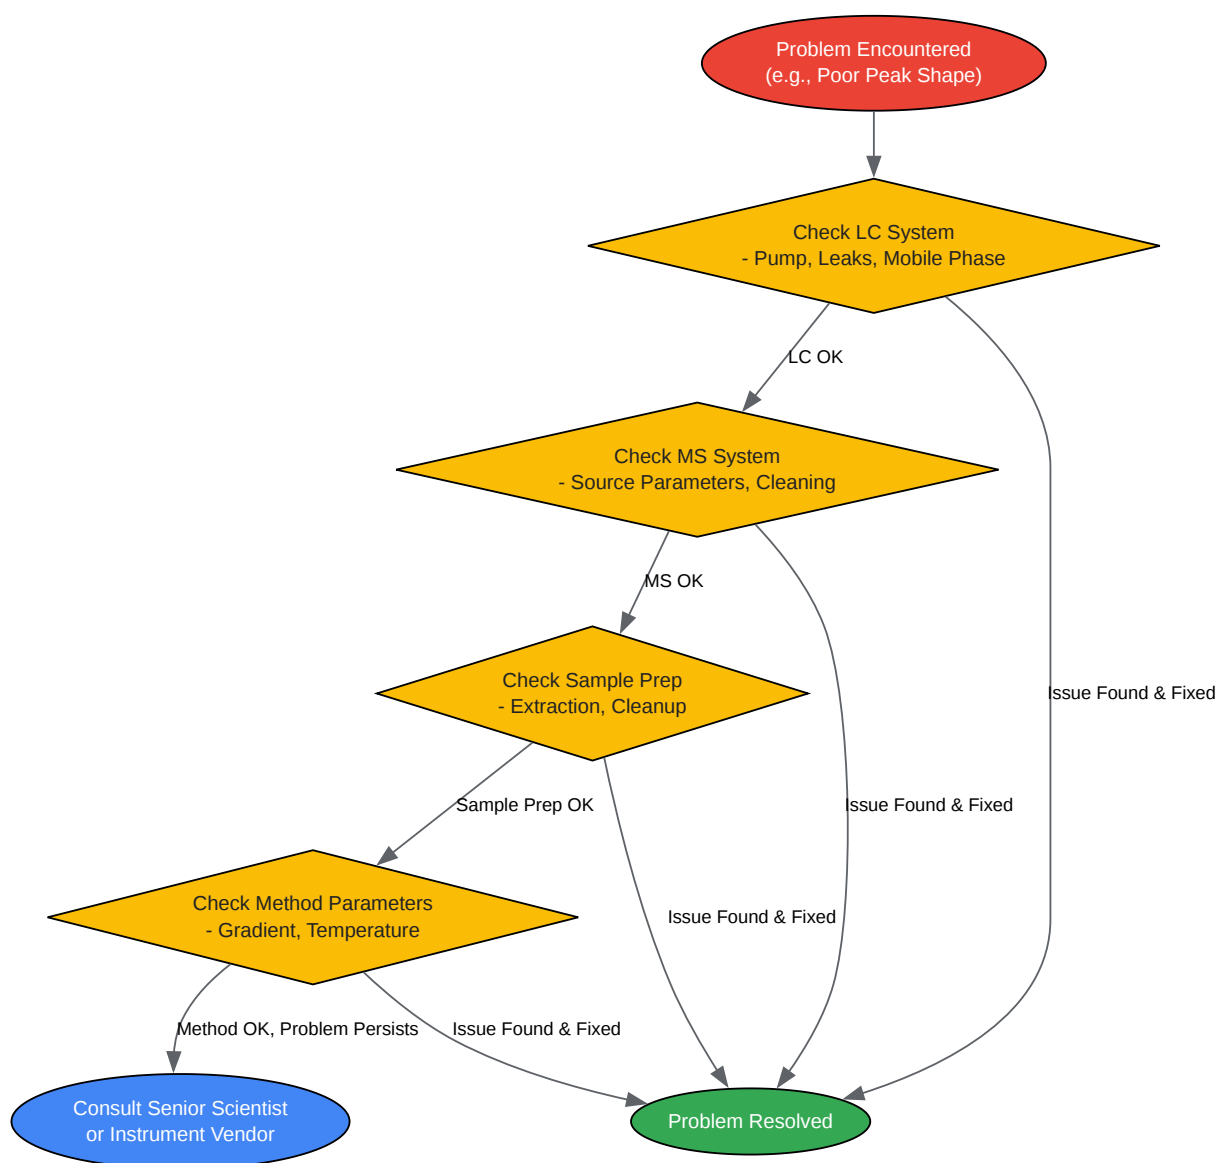 Problem Encountered
(e.g., Poor Peak Shape)
Check LC System
- Pump, Leaks, Mobile Phase
LC OK
Check MS System
- Source Parameters, Cleaning
MS OK
Check Sample Prep
- Extraction, Cleanup
Issue Found & Fixed
Sample Prep OK
Issue Found & Fixed
Check Method Parameters
- Gradient, Temperature
Issue Found & Fixed
Method OK, Problem Persists
Issue Found & Fixed
Consult Senior Scientist
or Instrument Vendor
Problem Resolved